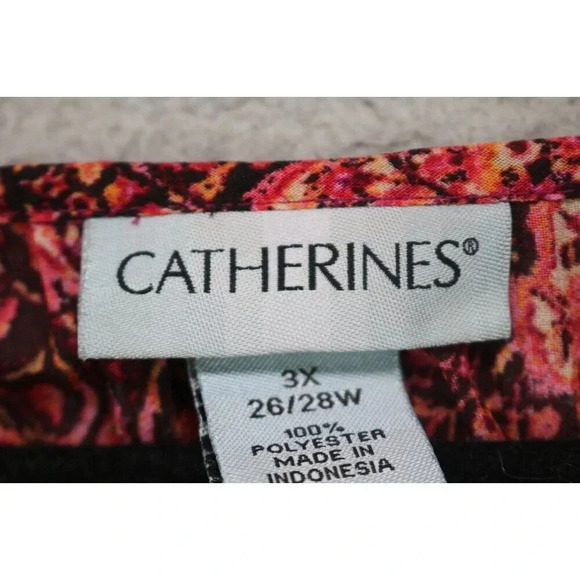 CATHERINES®
3X
26/28W
100%
POLYESTER
MADE IN
INDONESIA